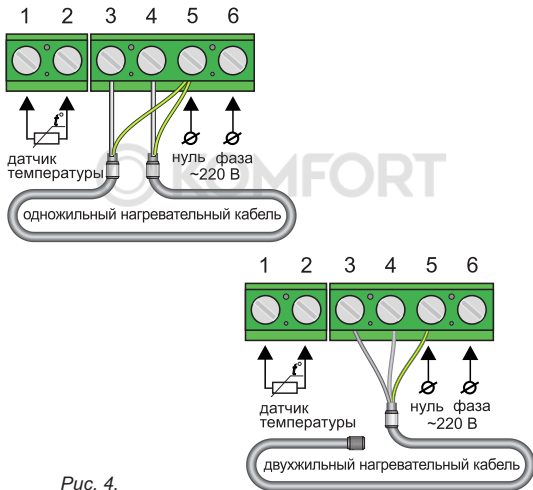 1 2 3 4 5 6
t°
датчик
температуры
нуль фаза
~220 В
KOMFORT
одножильный нагревательный кабель
1 2 3 4 5 6
t°
датчик
температуры
нуль фаза
~220 В
двухжильный нагревательный кабель
Рис. 4.